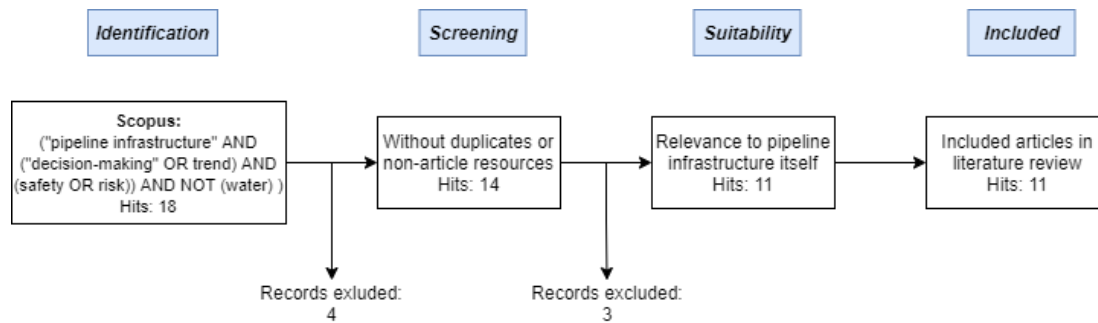 Identification
Screening
Suitability
Included
Scopus:
("pipeline infrastructure" AND
("decision-making" OR trend) AND
(safety OR risk)) AND NOT (water) )
Hits: 18
Without duplicates or
non-article resources
Hits: 14
Relevance to pipeline
infrastructure itself
Hits: 11
Included articles in
literature review
Hits: 11
Records exluded:
4
Records excluded:
3